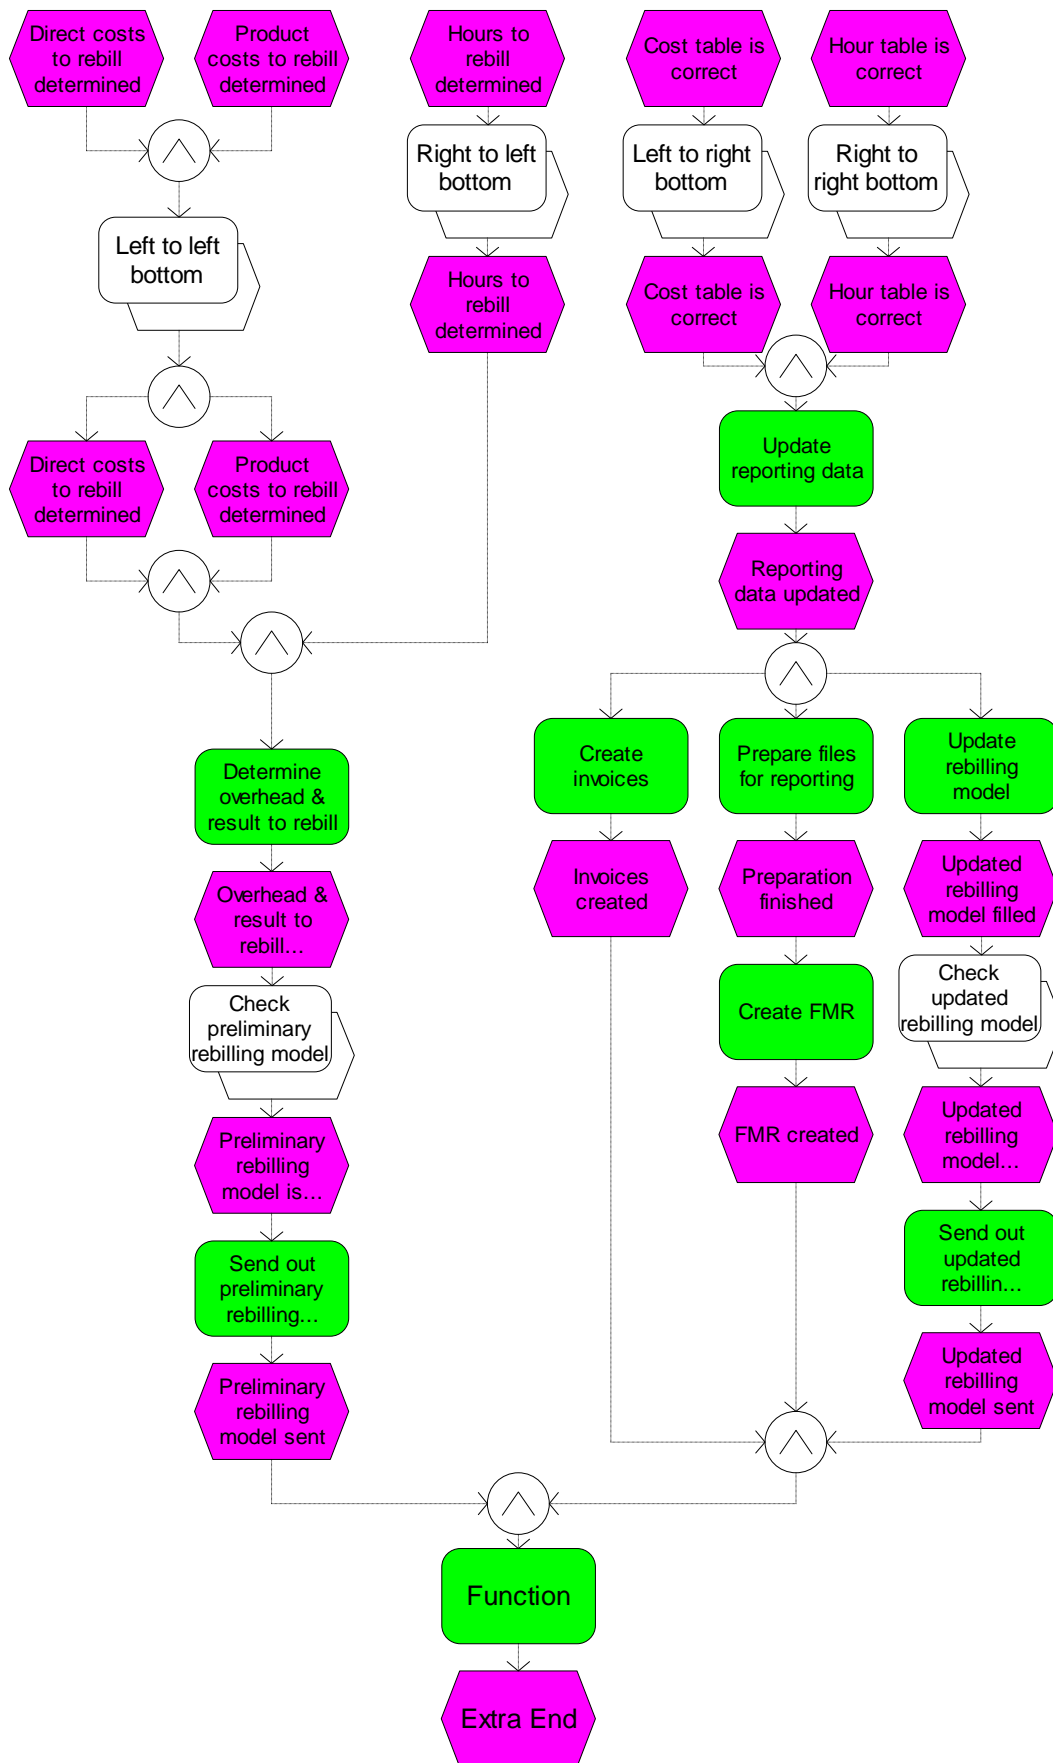 Direct costs
to rebill
determined
Product
costs to rebill
determined
Hours to
rebill
determined
Cost table is
correct
Hour table is
correct
Right to left
bottom
Left to right
bottom
Right to
right bottom
Left to left
bottom
Hours to
rebill
determined
Cost table is
correct
Hour table is
correct
Direct costs
to rebill
determined
Product
costs to rebill
determined
Update
reporting data
Reporting
data updated
Create
invoices
Prepare files
for reporting
Update
rebilling
model
Determine
overhead &
result to rebill
Invoices
created
Preparation
finished
Updated
rebilling
model filled
Overhead &
result to
rebill...
Create FMR
Check
updated
rebilling model
Check
preliminary
rebilling model
FMR created
Updated
rebilling
model...
Preliminary
rebilling
model is...
Send out
updated
rebillin...
Send out
preliminary
rebilling...
Updated
rebilling
model sent
Preliminary
rebilling
model sent
Function
Extra End